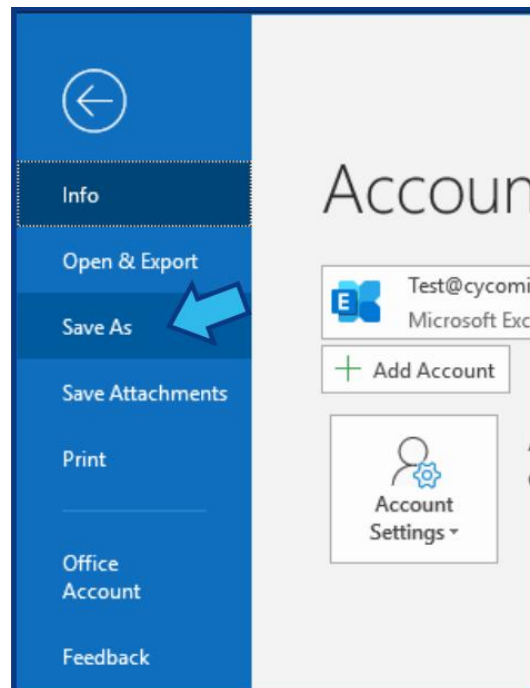 Info
Open & Export
Save As
Save Attachments
Print
Office
Account
Feedback
Accoun
Test@cycomi
Microsoft Exc
Add Account
Account
Settings